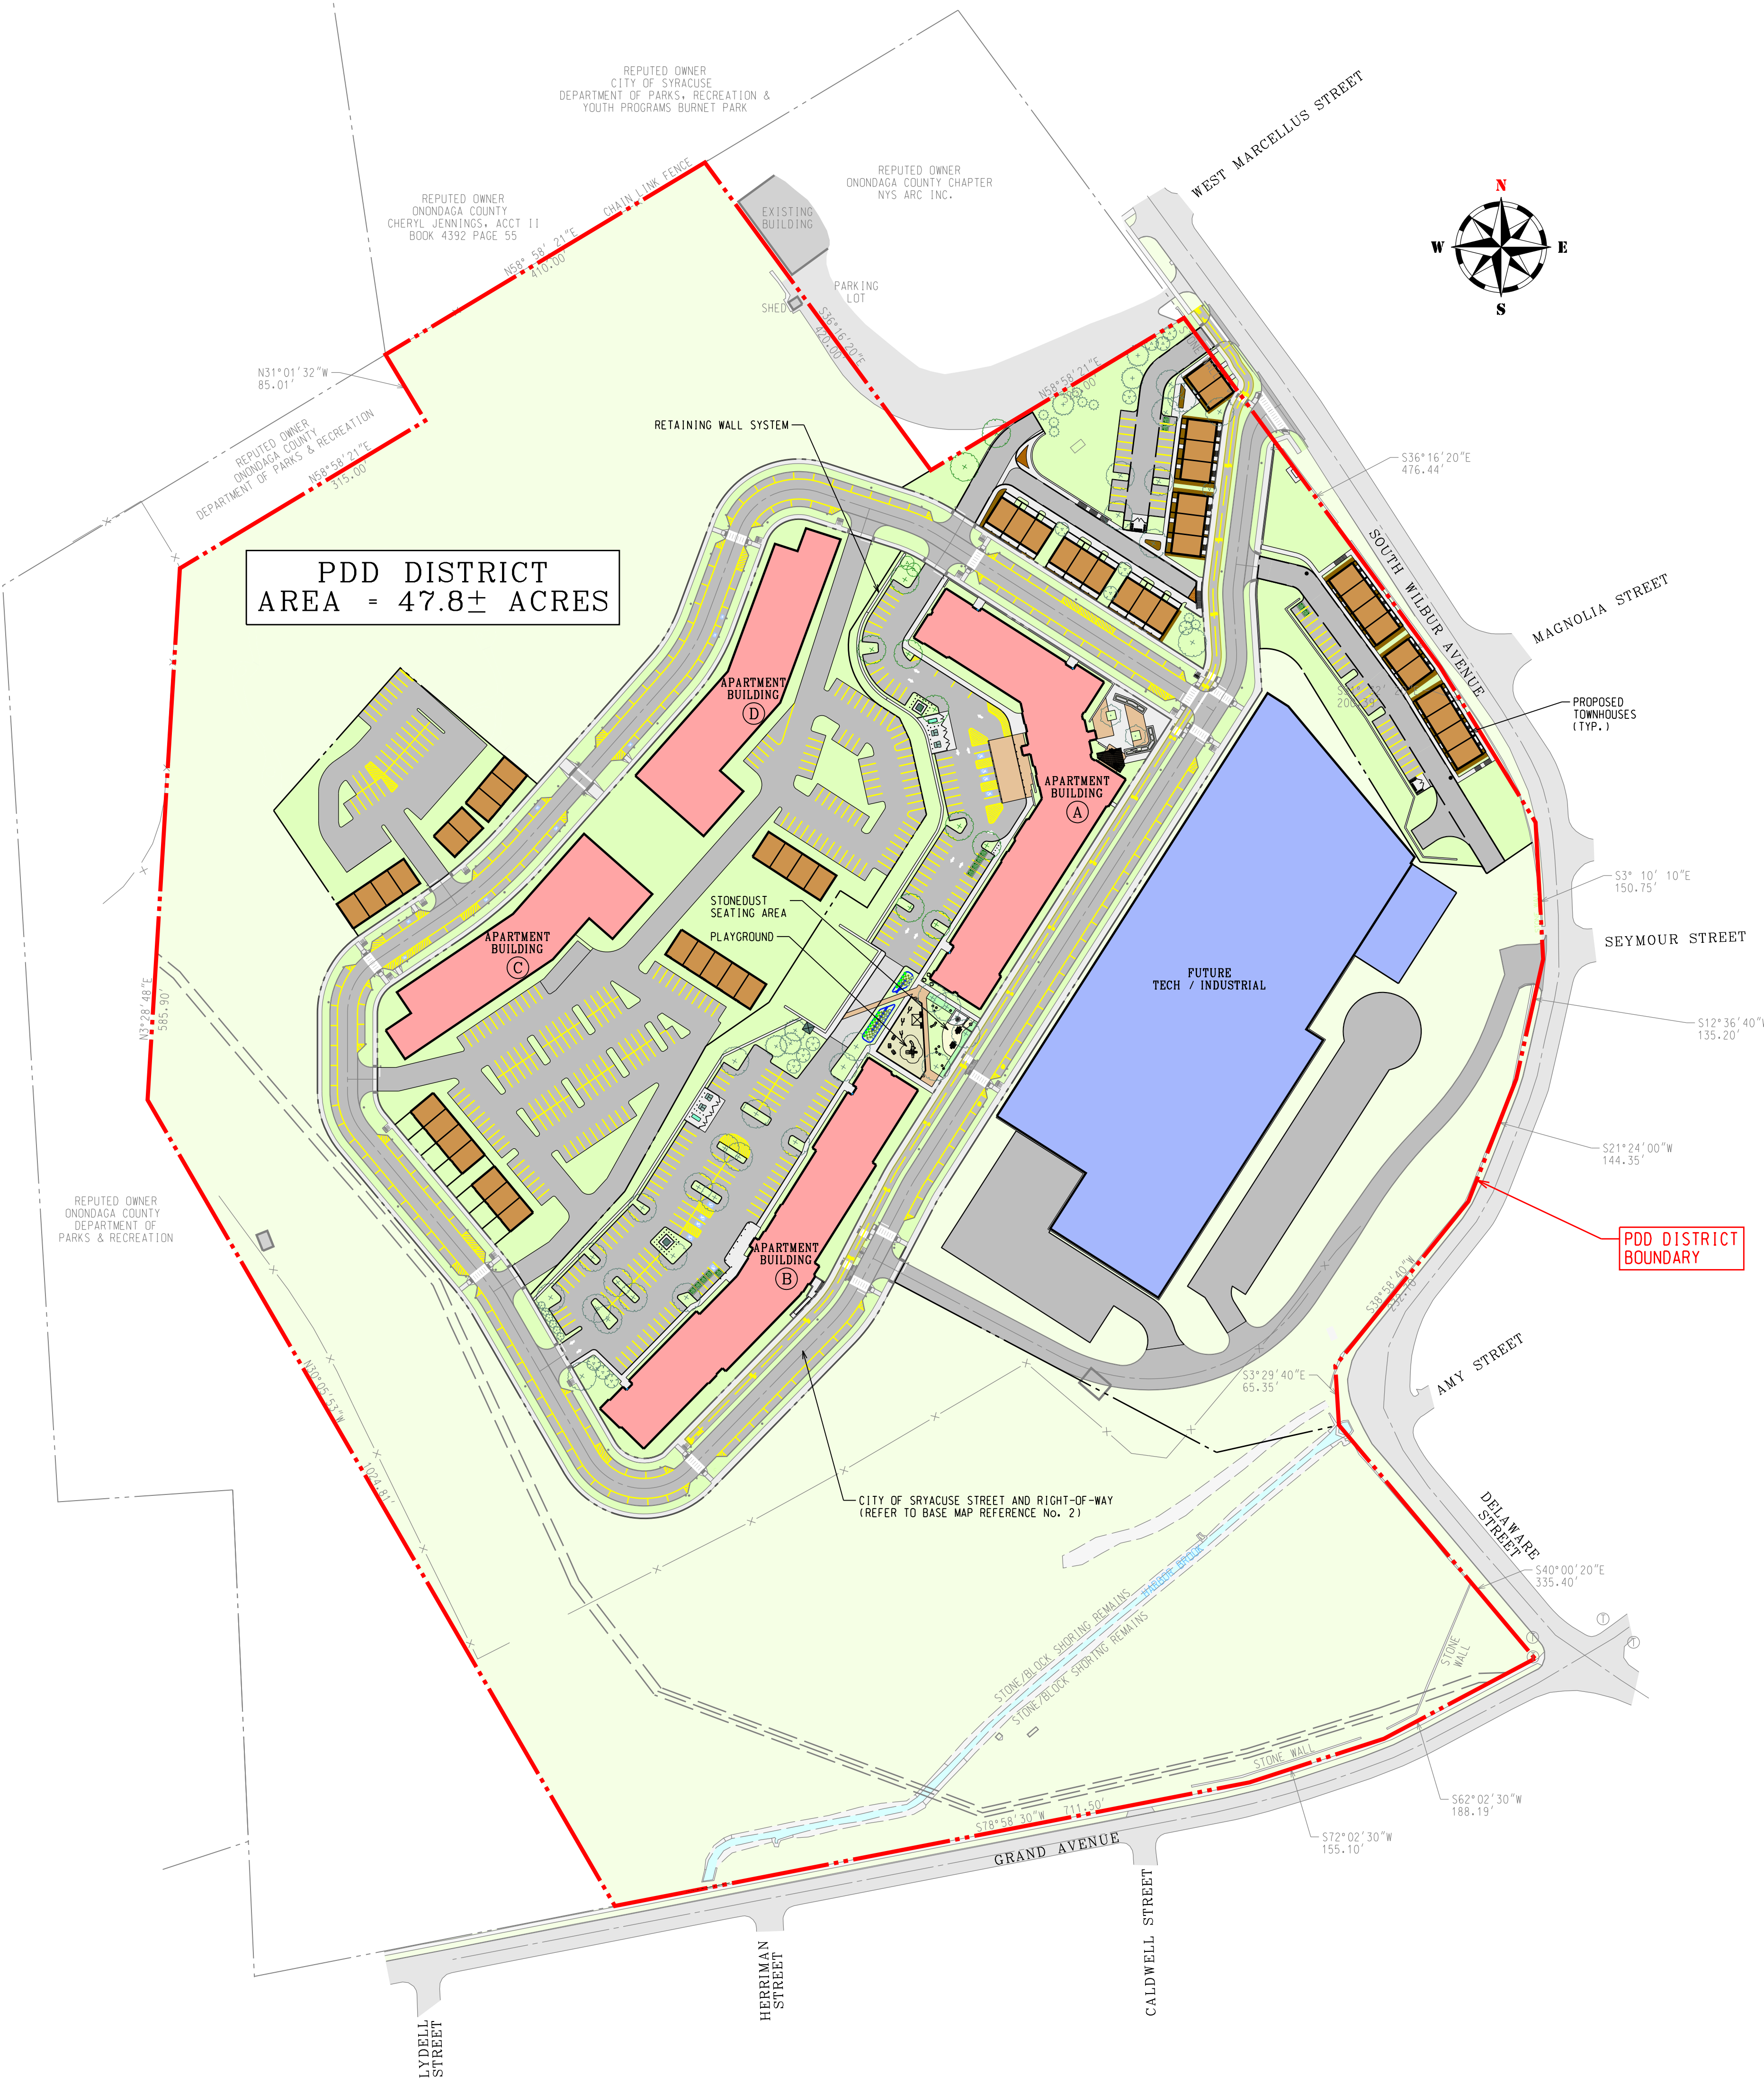 REPUTED OWNER
CITY OF SYRACUSE
DEPARTMENT OF PARKS, RECREATION &
YOUTH PROGRAMS BURNET PARK
WEST MARCELLUS STREET
REPUTED OWNER
ONONDAGA COUNTY CHAPTER
NYS ARC INC.
CHAIN LINK FENCE
REPUTED OWNER
ONONDAGA COUNTY
CHERYL JENNINGS, ACCT II
BOOK 4392 PAGE 55
EXISTING
BUILDING
N
W
E
S
N58° 58' 21"E
410.00'
PARKING
LOT
SHED
S36°16'20"E
420.00'
N31°01'32"W
85.01'
N58°58'21"E
REPUTED OWNER
ONONDAGA COUNTY
DEPARTMENT OF PARKS & RECREATION
N58°58'21"E
315.00'
RETAINING WALL SYSTEM
S36°16'20"E
476.44'
SOUTH WILBUR AVENUE
MAGNOLIA STREET
PDD DISTRICT
AREA = 47.8± ACRES
APARTMENT
BUILDING
D
PROPOSED
TOWNHOUSES
(TYP.)
APARTMENT
BUILDING
A
S3° 10' 10"E
150.75'
STONEDUST
SEATING AREA
PLAYGROUND
APARTMENT
BUILDING
C
SEYMOUR STREET
FUTURE
TECH / INDUSTRIAL
N3°28'48"E
585.90'
S12°36'40"W
135.20'
S21°24'00"W
144.35'
REPUTED OWNER
ONONDAGA COUNTY
DEPARTMENT OF
PARKS & RECREATION
PDD DISTRICT
BOUNDARY
APARTMENT
BUILDING
B
S38°58'40"W
AMY STREET
S3°29'40"E
65.35'
N30°05'53"W
1024.81'
CITY OF SRYACUSE STREET AND RIGHT-OF-WAY
(REFER TO BASE MAP REFERENCE No. 2)
DELAWARE
STREET
S40°00'20"E
335.40'
HARBOR BROOK
STONE/BLOCK SHORING REMAINS
STONE/BLOCK SHORING REMAINS
STONE
WALL
STONE WALL
S62°02'30"W
188.19'
S78°58'30"W
711.50'
S72°02'30"W
155.10'
GRAND AVENUE
CALDWELL STREET
HERRIMAN
STREET
LYDELL
STREET